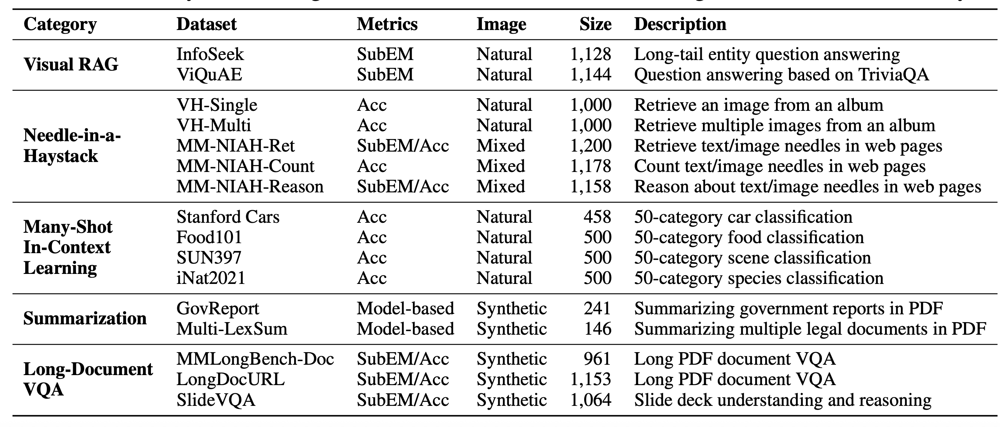 Category Dataset Metrics Image Size Description
Visual RAG
InfoSeek SubEM Natural 1,128 Long-tail entity question answering
ViQuAE SubEM Natural 1,144 Question answering based on TriviaQA
Needle-in-a-
Haystack
VH-Single Acc Natural 1,000 Retrieve an image from an album
VH-Multi Acc Natural 1,000 Retrieve multiple images from an album
MM-NIAH-Ret SubEM/Acc Mixed 1,200 Retrieve text/image needles in web pages
MM-NIAH-Count Acc Mixed 1,178 Count text/image needles in web pages
MM-NIAH-Reason SubEM/Acc Mixed 1,158 Reason about text/image needles in web pages
Many-Shot
In-Context
Learning
Stanford Cars Acc Natural 458 50-category car classification
Food101 Acc Natural 500 50-category food classification
SUN397 Acc Natural 500 50-category scene classification
iNat2021 Acc Natural 500 50-category species classification
Summarization
GovReport Model-based Synthetic 241 Summarizing government reports in PDF
Multi-LexSum Model-based Synthetic 146 Summarizing multiple legal documents in PDF
Long-Document
VQA
MMLongBench-Doc SubEM/Acc Synthetic 961 Long PDF document VQA
LongDocURL SubEM/Acc Synthetic 1,153 Long PDF document VQA
SlideVQA SubEM/Acc Synthetic 1,064 Slide deck understanding and reasoning